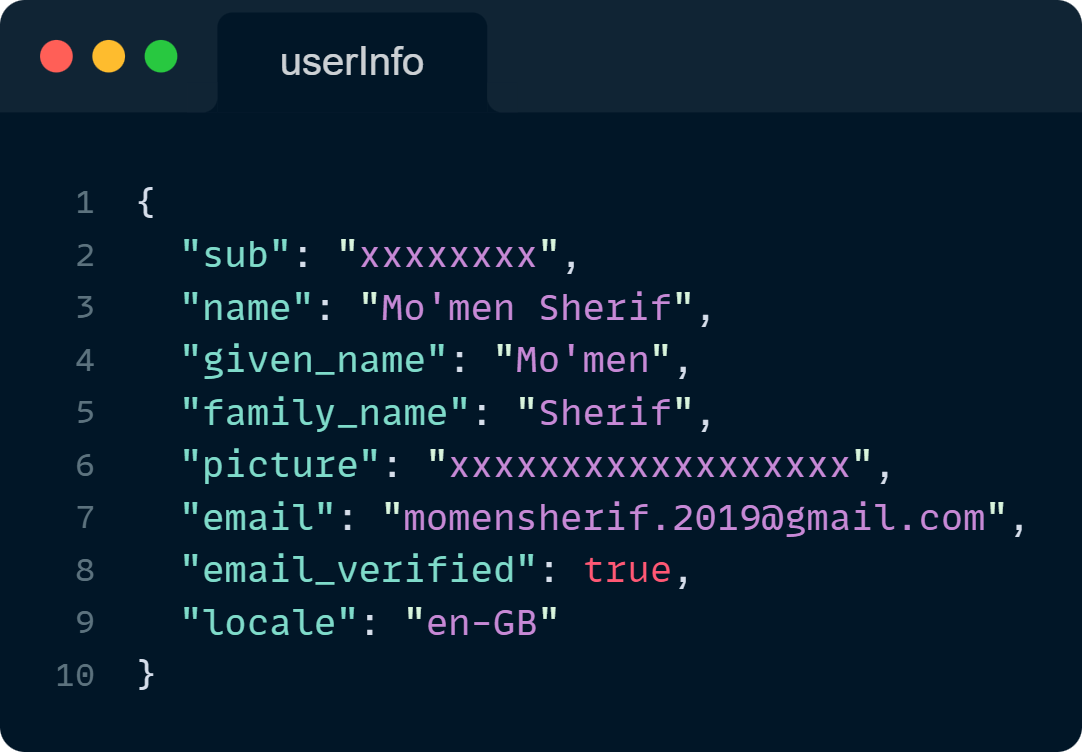 userInfo
1 {
2 "sub": "xxxxxxxx",
3 "name": "Mo'men Sherif",
4 "given_name": "Mo'men",
5 "family_name": "Sherif",
6 "picture": "xxxxxxxxxxxxxxxxxx",
7 "email": "momensherif.2019@gmail.com",
8 "email_verified": true,
9 "locale": "en-GB"
10 }